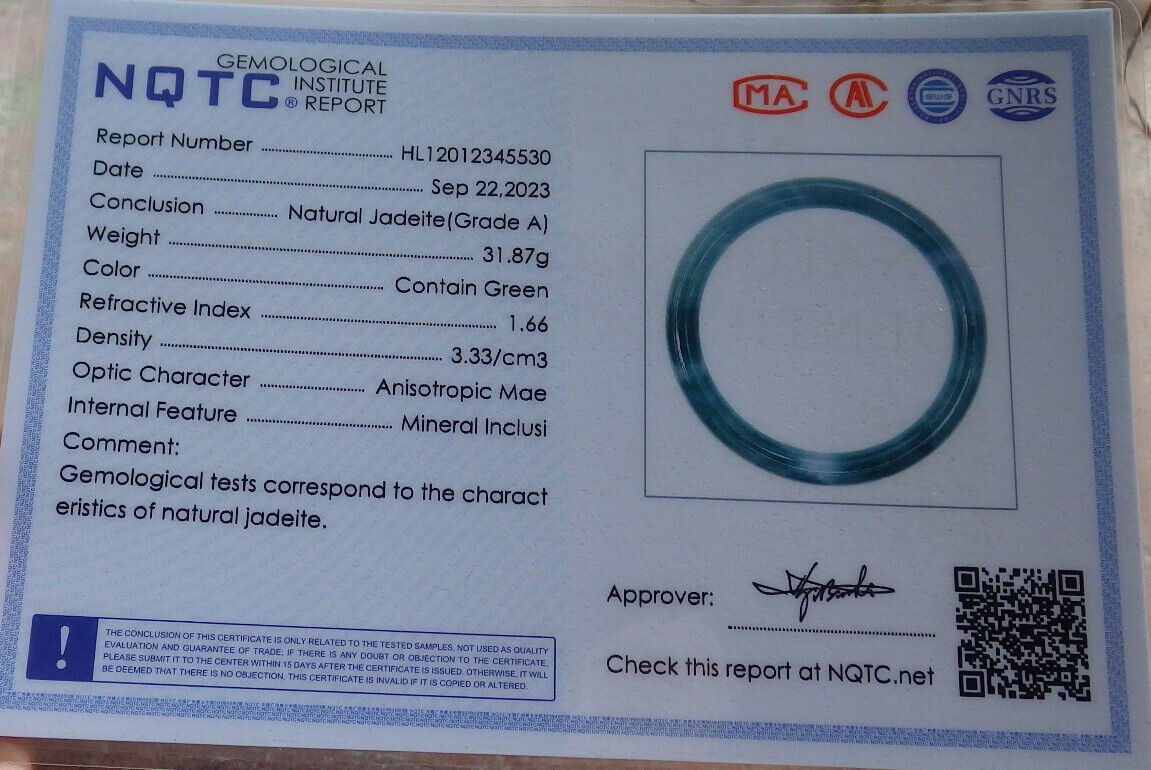 NQTC® GEMOLOGICAL INSTITUTE REPORT
MA
GNRS
Report Number HL12012345530
Date Sep 22,2023
Conclusion Natural Jadeite(Grade A)
Weight 31.87g
Color Contain Green
Refractive Index 1.66
Density 3.33/cm3
Optic Character Anisotropic Mae
Internal Feature Mineral Inclusi
Comment:
Gemological tests correspond to the charact
eristics of natural jadeite.
! THE CONCLUSION OF THIS CERTIFICATE IS ONLY RELATED TO THE TESTED SAMPLES, NOT USED AS QUALITY
EVALUATION AND GUARANTEE OF TRADE; IF THERE IS ANY DOUBT OR OBJECTION TO THE CERTIFICATE,
PLEASE SUBMIT IT TO THE CENTER WITHIN 15 DAYS AFTER THE CERTIFICATE IS ISSUED. OTHERWISE, IT WILL
BE DEEMED THAT THERE IS NO OBJECTION. THIS CERTIFICATE IS INVALID IF IT IS COPIED OR ALTERED.
Approver:
Check this report at NQTC.net